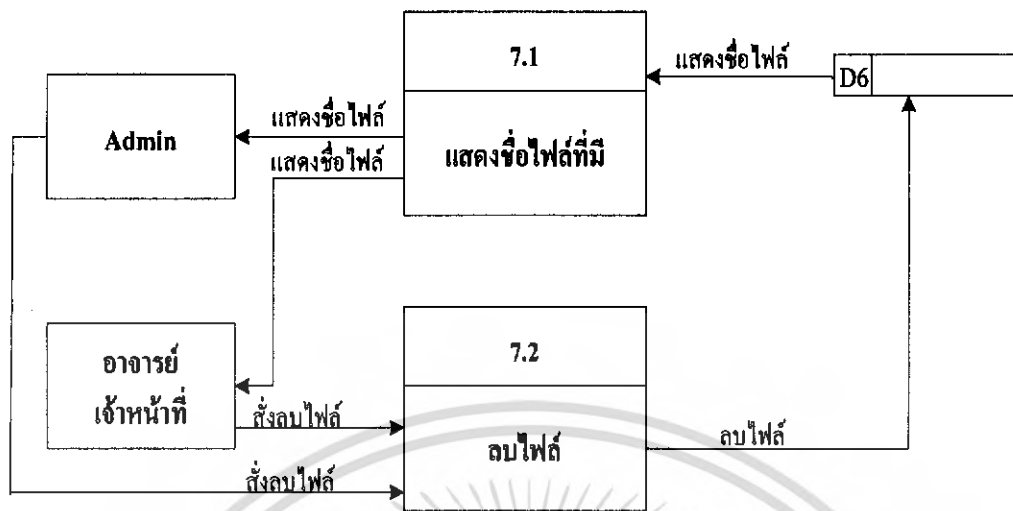 7.1
แสดงชื่อไฟล์
D6
แสดงชื่อไฟล์
Admin
แสดงชื่อไฟล์
แสดงชื่อไฟล์ที่มี
7.2
อาจารย์
เจ้าหน้าที่
สั่งลบไฟล์
ลบไฟล์
ลบไฟล์
สั่งลบไฟล์